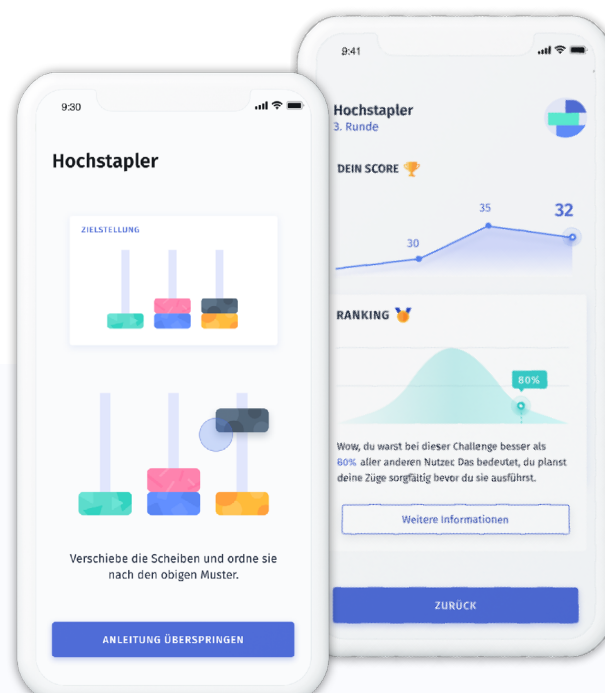 9:30
Hochstapler
ZIELSTELLUNG
Verschiebe die Scheiben und ordne sie
nach den obigen Muster.
ANLEITUNG ÜBERSPRINGEN
9:41
Hochstapler
3. Runde
DEIN SCORE
30
35
32
RANKING
80%
Wow, du warst bei dieser Challenge besser als
80% aller anderen Nutzer. Das bedeutet, du planst
deine Züge sorgfältig bevor du sie ausführst.
Weitere Informationen
ZURÜCK